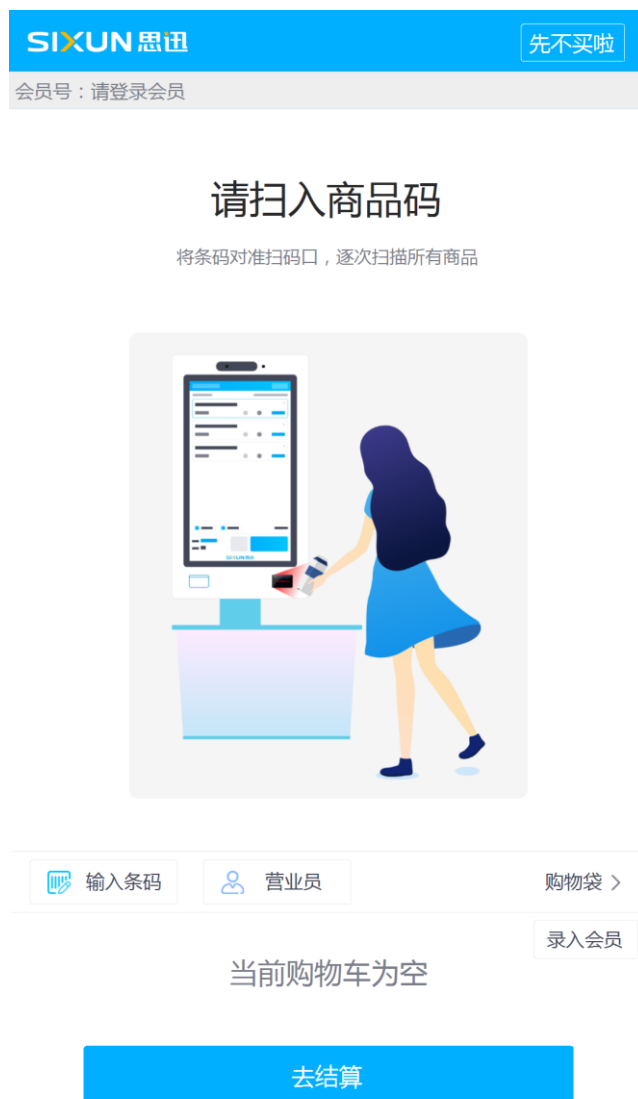 SIXUN思迅
先不买啦
会员号：请登录会员
请扫入商品码
将条码对准扫码口，逐次扫描所有商品
SIXUN思迅
输入条码
营业员
购物袋 >
录入会员
当前购物车为空
去结算